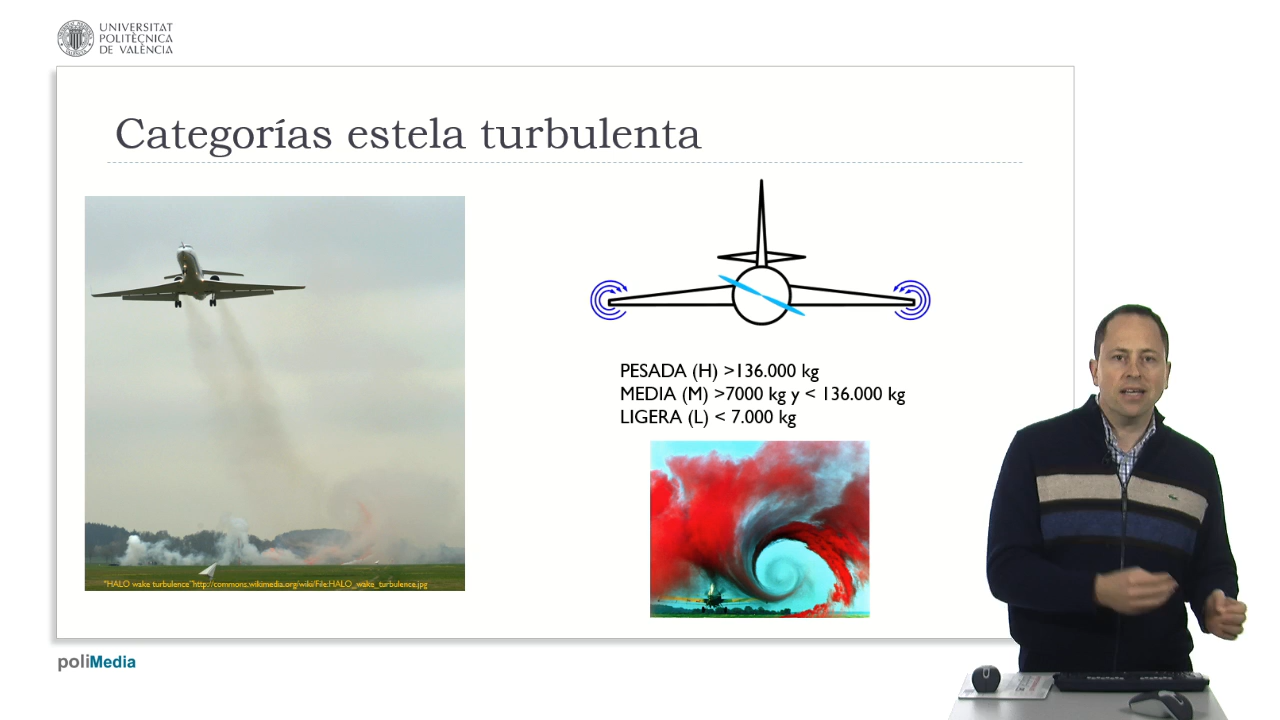 UNIVERSITAT
POLITÈCNICA
DE VALÈNCIA
Categorías estela turbulenta
PESADA (H) >136.000 kg
MEDIA (M) >7000 kg y < 136.000 kg
LIGERA (L) < 7.000 kg
"HALO wake turbulence"http://commons.wikimedia.org/wiki/File:HALO_wake_turbulence.jpg
poliMedia